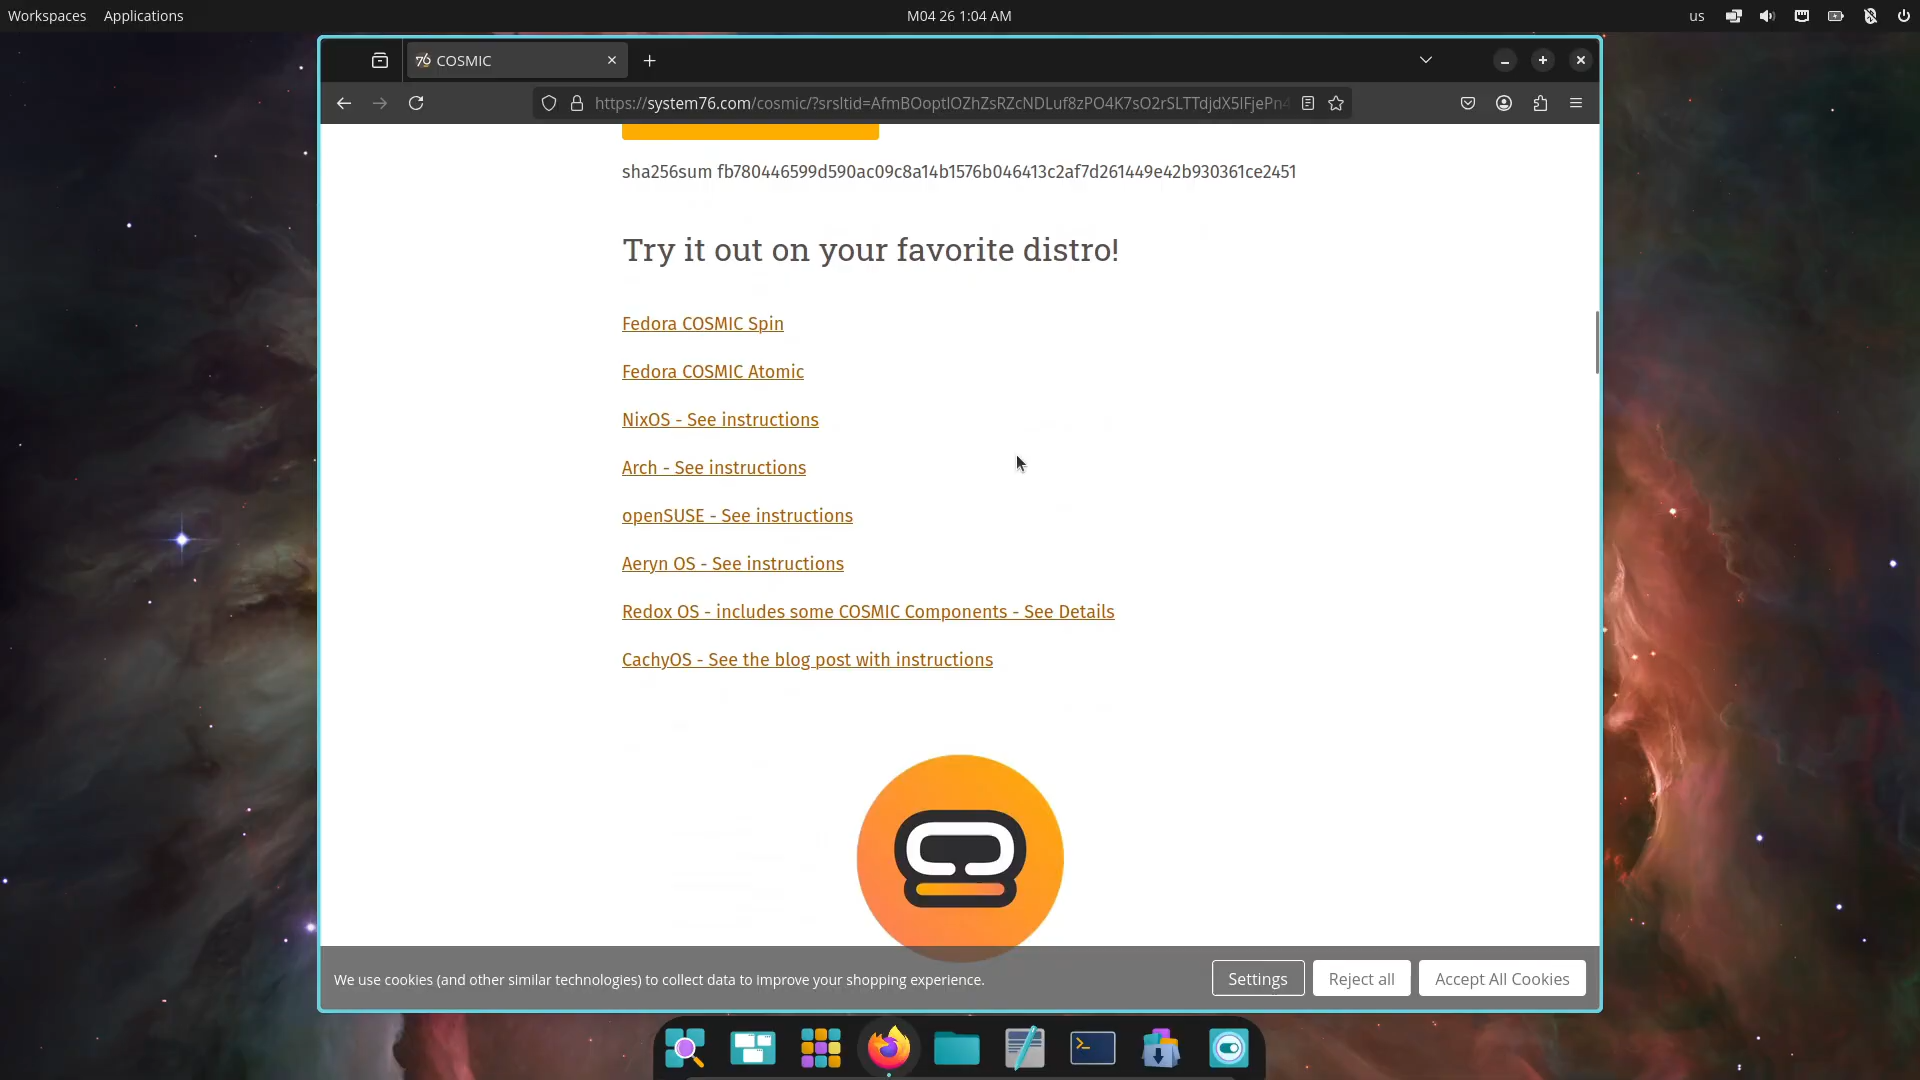 Workspaces Applications M04 26 1:04 AM us
COSMIC
https://system76.com/cosmic/?srsltid=AfmBOoptlOZhZsRZcNDLuf8zPO4K7sO2rSLTTdjdX5IFjePn4
sha256sum fb780446599d590ac09c8a14b1576b046413c2af7d261449e42b930361ce2451
Try it out on your favorite distro!
Fedora COSMIC Spin
Fedora COSMIC Atomic
NixOS - See instructions
Arch - See instructions
openSUSE - See instructions
Aeryn OS - See instructions
Redox OS - includes some COSMIC Components - See Details
CachyOS - See the blog post with instructions
We use cookies (and other similar technologies) to collect data to improve your shopping experience. Settings Reject all Accept All Cookies